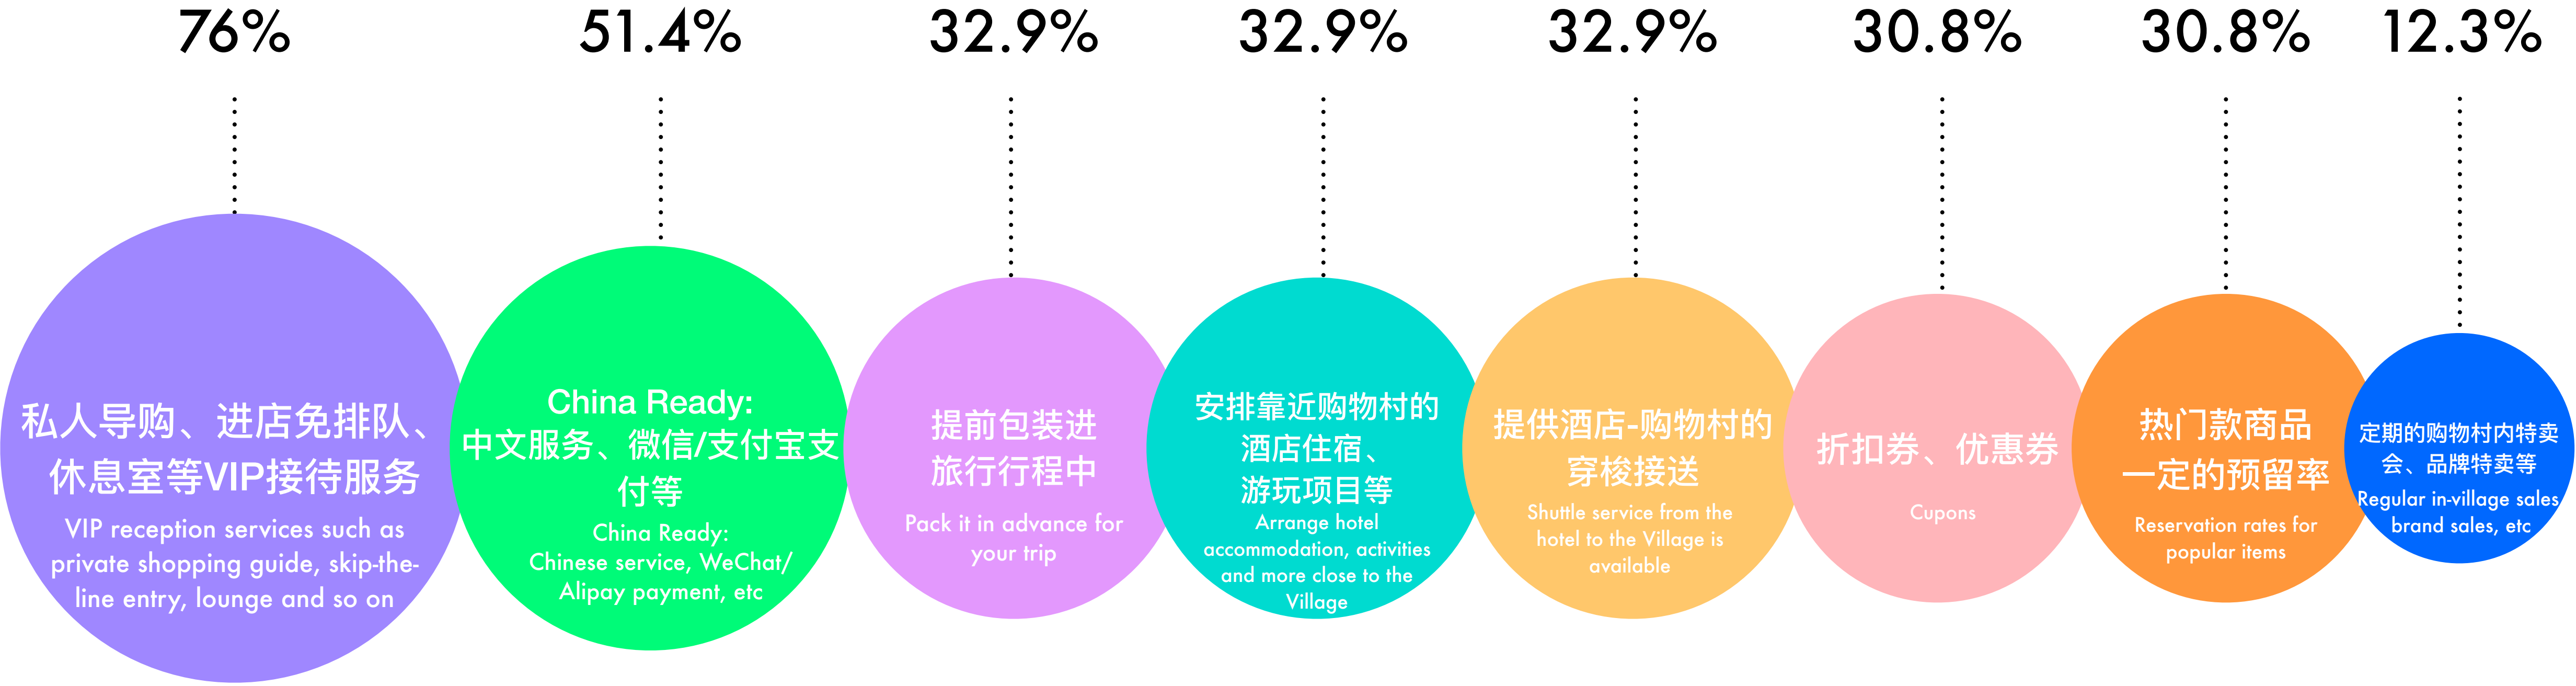 76%
51.4%
32.9%
32.9%
32.9%
30.8%
30.8%
12.3%
私人导购、进店免排队、
休息室等VIP接待服务
VIP reception services such as
private shopping guide, skip-the-
line entry, lounge and so on
China Ready:
中文服务、微信/支付宝支
付等
China Ready:
Chinese service, WeChat/
Alipay payment, etc
提前包装进
旅行行程中
Pack it in advance for
your trip
安排靠近购物村的
酒店住宿、
游玩项目等
Arrange hotel
accommodation, activities
and more close to the
Village
提供酒店-购物村的
穿梭接送
Shuttle service from the
hotel to the Village is
available
折扣券、优惠券
Cupons
热门款商品
一定的预留率
Reservation rates for
popular items
定期的购物村内特卖
会、品牌特卖等
Regular in-village sales
brand sales, etc